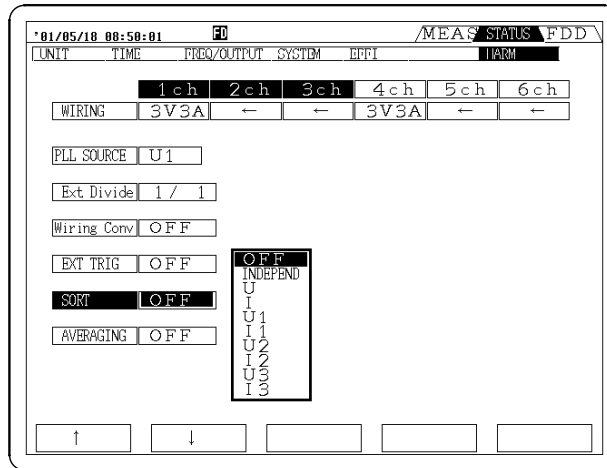 '01/05/18 08:50:01 FD MEAS STATUS FDD
UNIT TIME FREQ/OUTPUT SYSTEM EFFI HARM
1ch 2ch 3ch 4ch 5ch 6ch
WIRING 3V3A ← ← 3V3A ← ←
PLL SOURCE U1
Ext Divide 1/ 1
Wiring Conv OFF
EXT TRIG OFF
SORT OFF
AVERAGING OFF
OFF
INDEPEND
U
I
U1
I1
U2
I2
U3
I3
↑ ↓